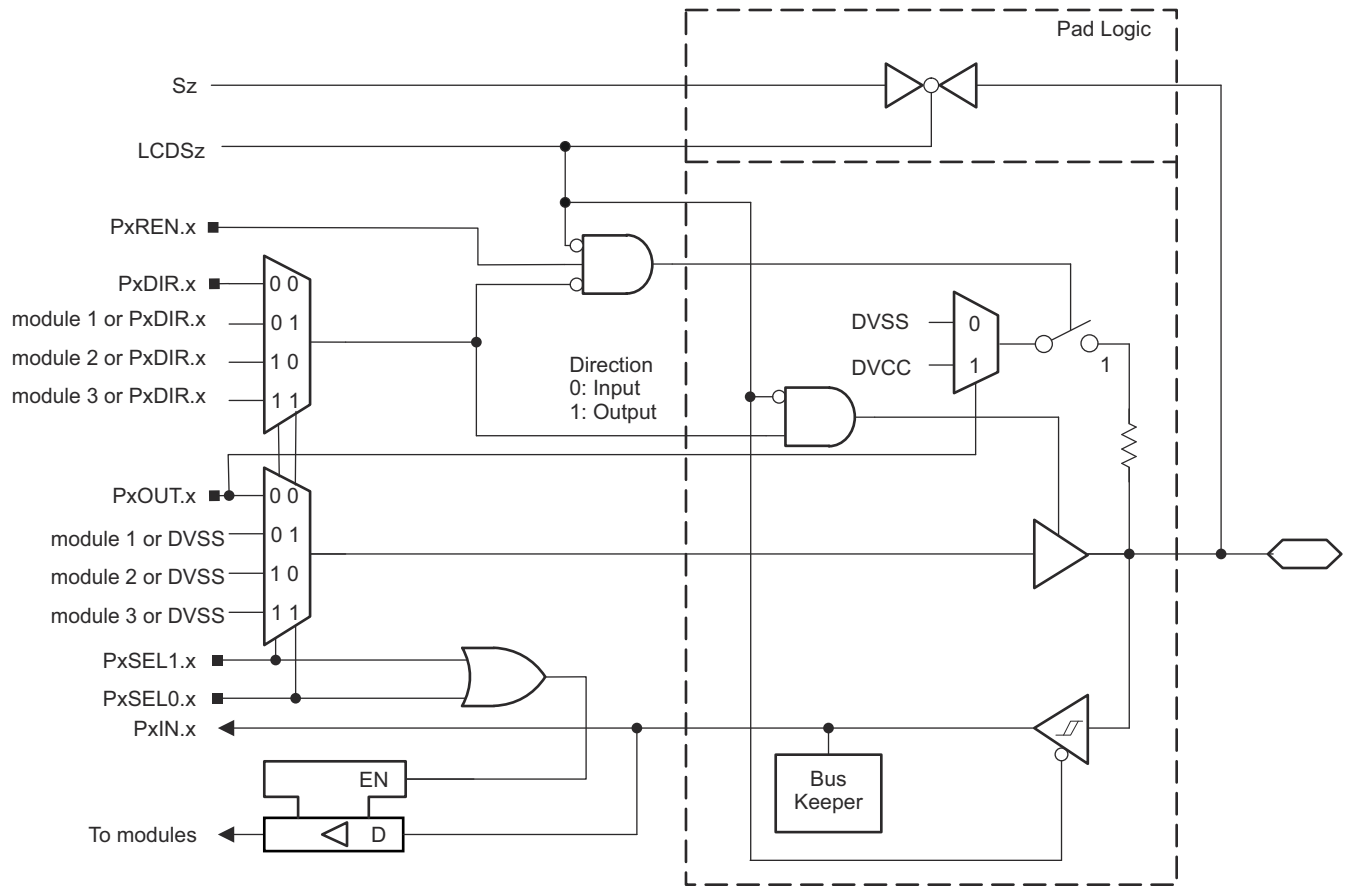 Pad Logic
Sz
LCDSz
PxREN.x
PxDIR.x
0 0
module 1 or PxDIR.x
0 1
module 2 or PxDIR.x
1 0
module 3 or PxDIR.x
1 1
Direction
0: Input
1: Output
DVSS
0
DVCC
1
1
PxOUT.x
0 0
module 1 or DVSS
0 1
module 2 or DVSS
1 0
module 3 or DVSS
1 1
PxSEL1.x
PxSEL0.x
PxIN.x
EN
Bus
Keeper
To modules
D